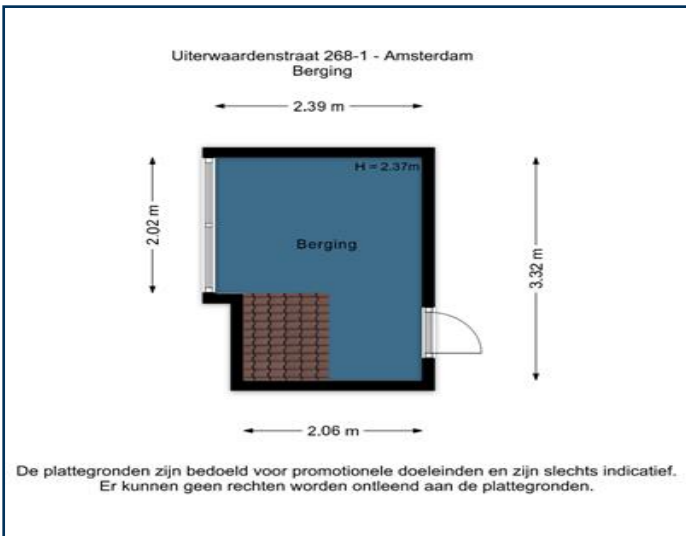 Uiterwaardenstraat 268-1 - Amsterdam
Berging
2.39 m
H = 2.37m
2.02 m
Berging
3.32 m
2.06 m
De plattegronden zijn bedoeld voor promotionele doeleinden en zijn slechts indicatief.
Er kunnen geen rechten worden ontleend aan de plattegronden.